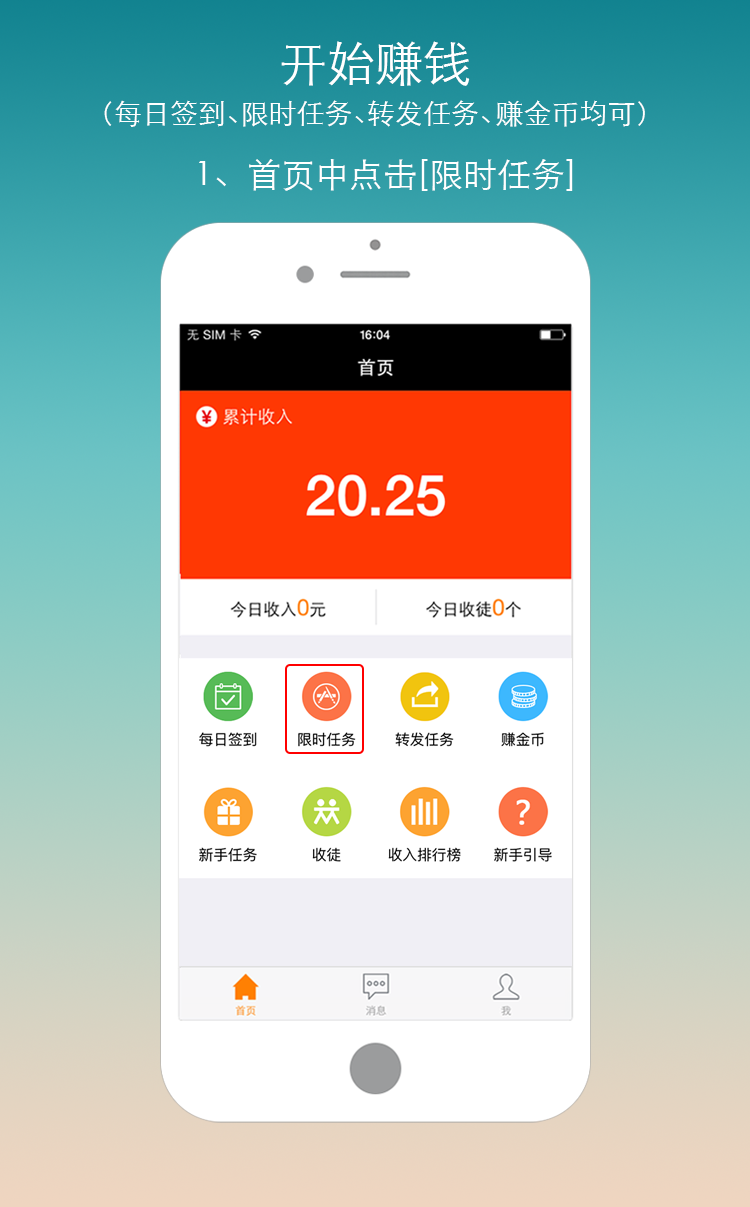 开始赚钱
（每日签到、限时任务、转发任务、赚金币均可）
1、首页中点击[限时任务]
无 SIM 卡 16:04
首页
¥ 累计收入
20.25
今日收入0元 今日收徒0个
每日签到 限时任务 转发任务 赚金币
?
新手任务 收徒 收入排行榜 新手引导
首页 消息 我